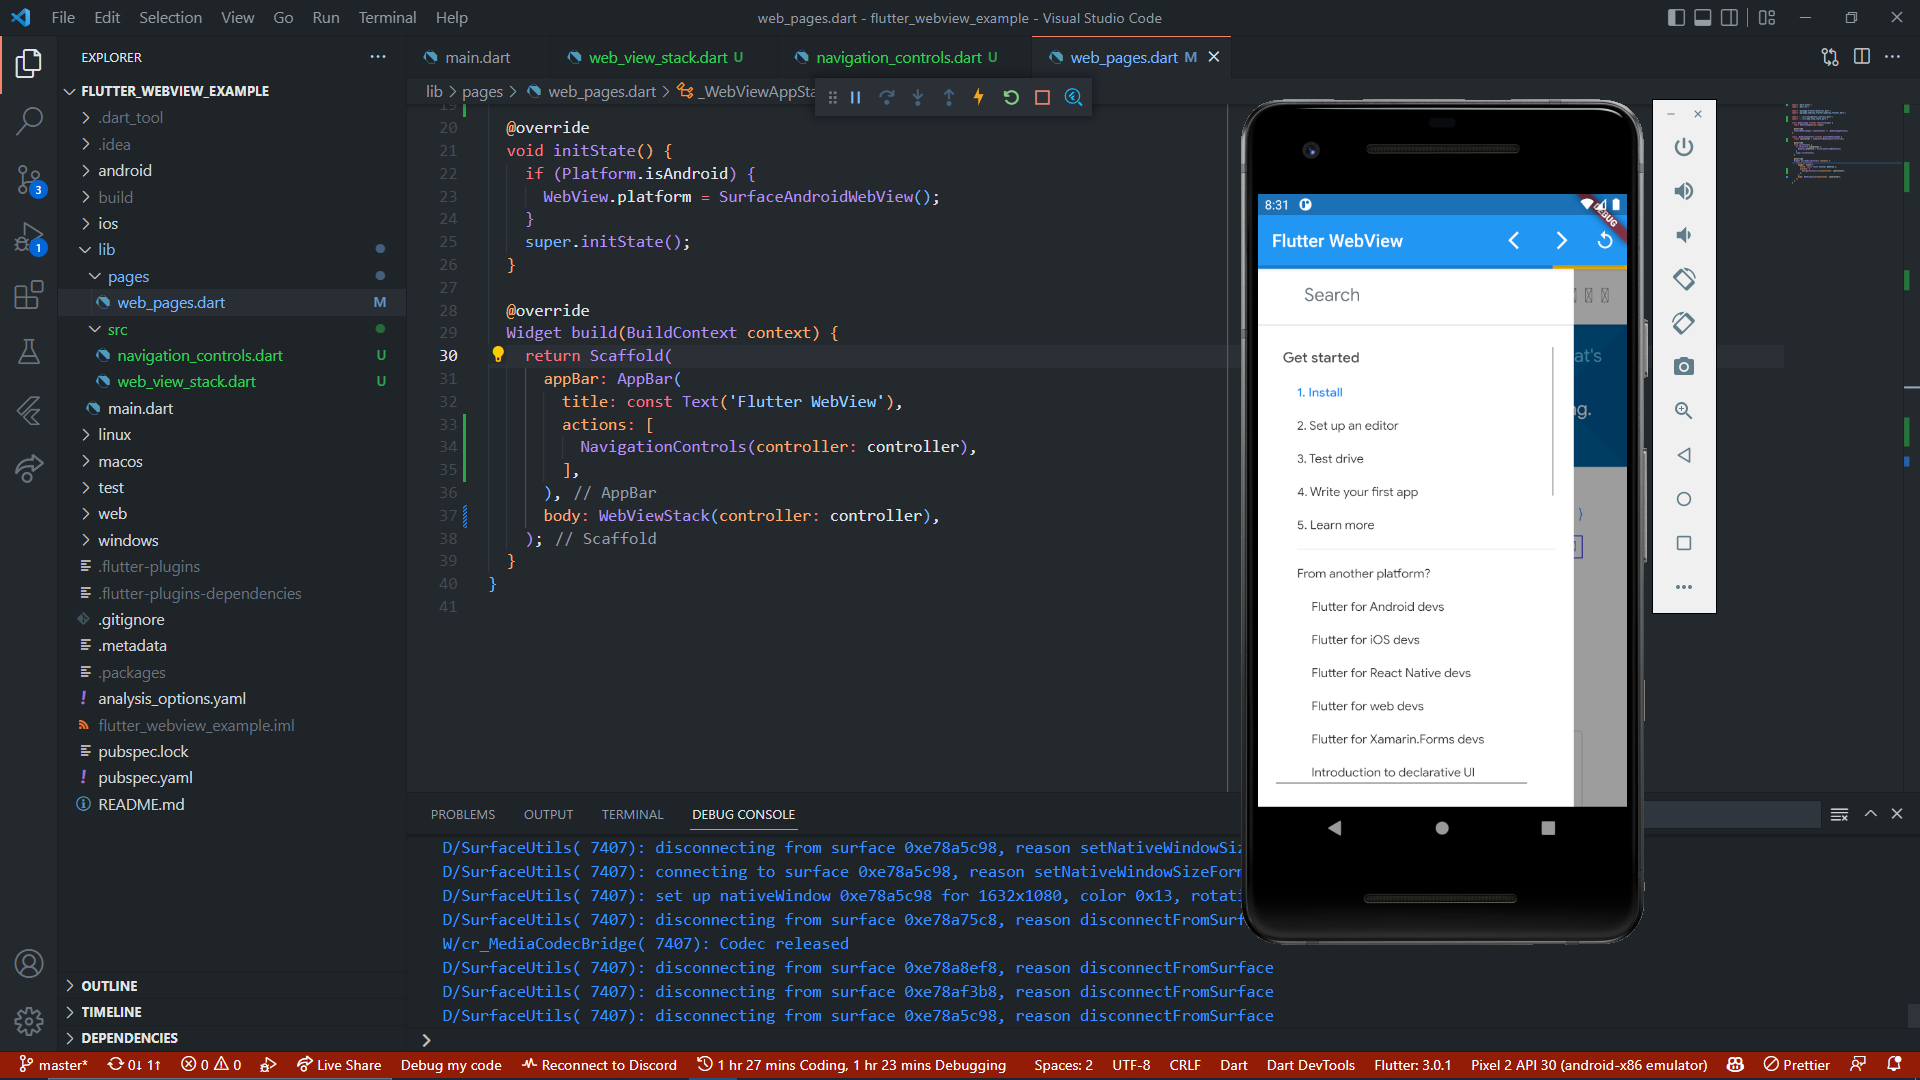 File Edit Selection View Go Run Terminal Help
web_pages.dart - flutter_webview_example - Visual Studio Code
EXPLORER
FLUTTER_WEBVIEW_EXAMPLE
.dart_tool
.idea
android
build
ios
lib
pages
web_pages.dart M
src
navigation_controls.dart U
web_view_stack.dart U
main.dart
linux
macos
test
web
windows
.flutter-plugins
.flutter-plugins-dependencies
.gitignore
.metadata
.packages
analysis_options.yaml
flutter_webview_example.iml
pubspec.lock
pubspec.yaml
README.md
OUTLINE
TIMELINE
DEPENDENCIES
3
1
main.dart
web_view_stack.dart U
navigation_controls.dart U
web_pages.dart M
lib > pages > web_pages.dart > _WebViewAppSta
19
20 @override
21 void initState() {
22 if (Platform.isAndroid) {
23 WebView.platform = SurfaceAndroidWebView();
24 }
25 super.initState();
26 }
27
28 @override
29 Widget build(BuildContext context) {
30 return Scaffold(
31 appBar: AppBar(
32 title: const Text('Flutter WebView'),
33 actions: [
34 NavigationControls(controller: controller),
35 ],
36 ), // AppBar
37 body: WebViewStack(controller: controller),
38 ); // Scaffold
39 }
40 }
41
8:31
DEBUG
Flutter WebView
Search
Get started
1. Install
2. Set up an editor
3. Test drive
4. Write your first app
5. Learn more
From another platform?
Flutter for Android devs
Flutter for iOS devs
Flutter for React Native devs
Flutter for web devs
Flutter for Xamarin.Forms devs
Introduction to declarative UI
at's
g.
PROBLEMS OUTPUT TERMINAL DEBUG CONSOLE
D/SurfaceUtils( 7407): disconnecting from surface 0xe78a5c98, reason setNativeWindowSiz
D/SurfaceUtils( 7407): connecting to surface 0xe78a5c98, reason setNativeWindowSizeForm
D/SurfaceUtils( 7407): set up nativeWindow 0xe78a5c98 for 1632x1080, color 0x13, rotati
D/SurfaceUtils( 7407): disconnecting from surface 0xe78a75c8, reason disconnectFromSurf
W/cr_MediaCodecBridge( 7407): Codec released
D/SurfaceUtils( 7407): disconnecting from surface 0xe78a8ef8, reason disconnectFromSurface
D/SurfaceUtils( 7407): disconnecting from surface 0xe78af3b8, reason disconnectFromSurface
D/SurfaceUtils( 7407): disconnecting from surface 0xe78a5c98, reason disconnectFromSurface
master* 0↓ 1↑ 0 0 Live Share Debug my code Reconnect to Discord 1 hr 27 mins Coding, 1 hr 23 mins Debugging Spaces: 2 UTF-8 CRLF Dart Dart DevTools Flutter: 3.0.1 Pixel 2 API 30 (android-x86 emulator) Prettier